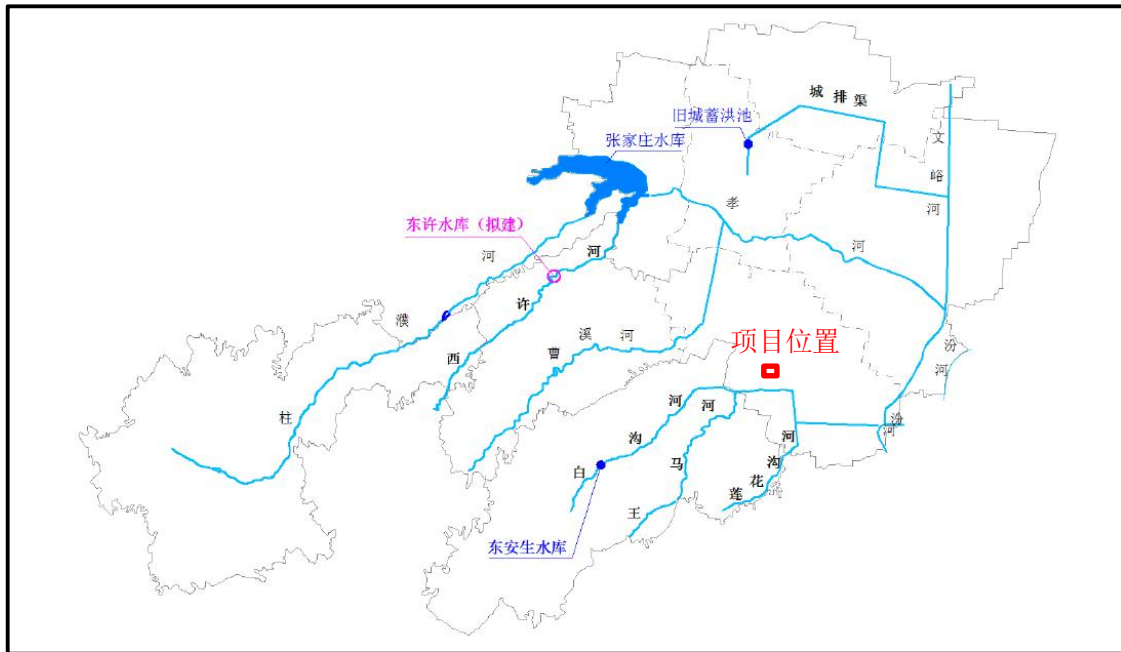 城排渠
旧城蓄洪池
文峪河
张家庄水库
孝河
东许水库（拟建）
西许河
柱濮河
曹溪河
项目位置
汾河
汾河
白沟河
王马河
莲花沟河
东安生水库